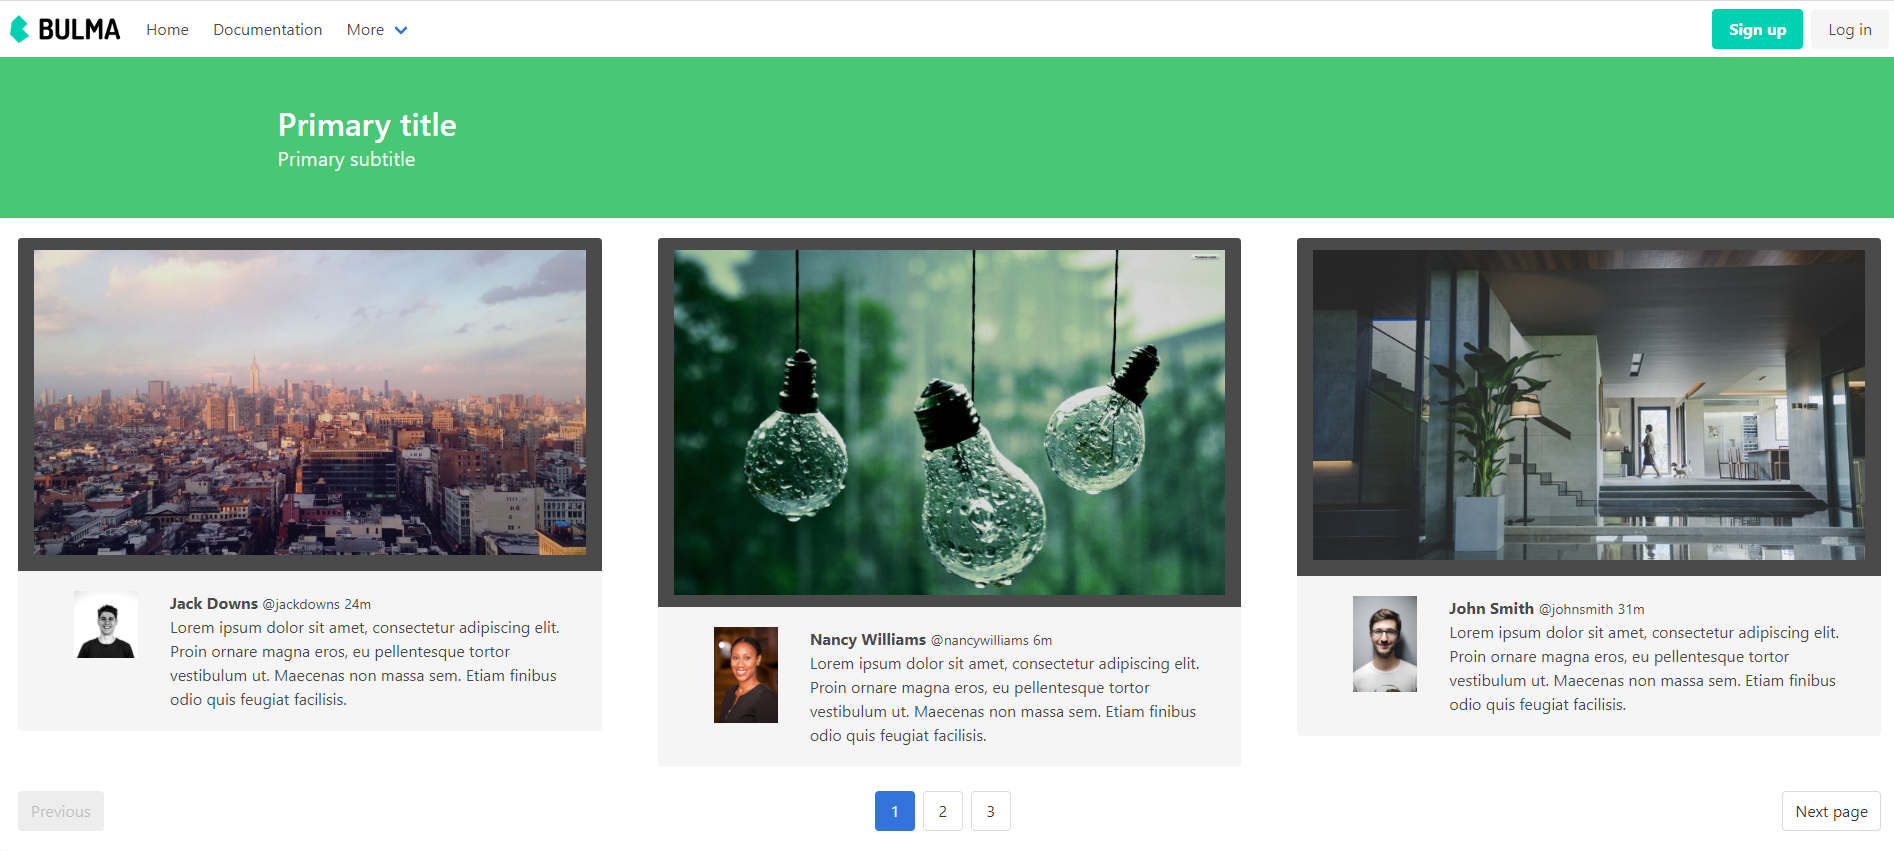 BULMA Home Documentation More Sign up Log in
Primary title
Primary subtitle
Jack Downs @jackdowns 24m
Lorem ipsum dolor sit amet, consectetur adipiscing elit.
Proin ornare magna eros, eu pellentesque tortor
vestibulum ut. Maecenas non massa sem. Etiam finibus
odio quis feugiat facilisis.
Nancy Williams @nancywilliams 6m
Lorem ipsum dolor sit amet, consectetur adipiscing elit.
Proin ornare magna eros, eu pellentesque tortor
vestibulum ut. Maecenas non massa sem. Etiam finibus
odio quis feugiat facilisis.
John Smith @johnsmith 31m
Lorem ipsum dolor sit amet, consectetur adipiscing elit.
Proin ornare magna eros, eu pellentesque tortor
vestibulum ut. Maecenas non massa sem. Etiam finibus
odio quis feugiat facilisis.
Previous 1 2 3 Next page